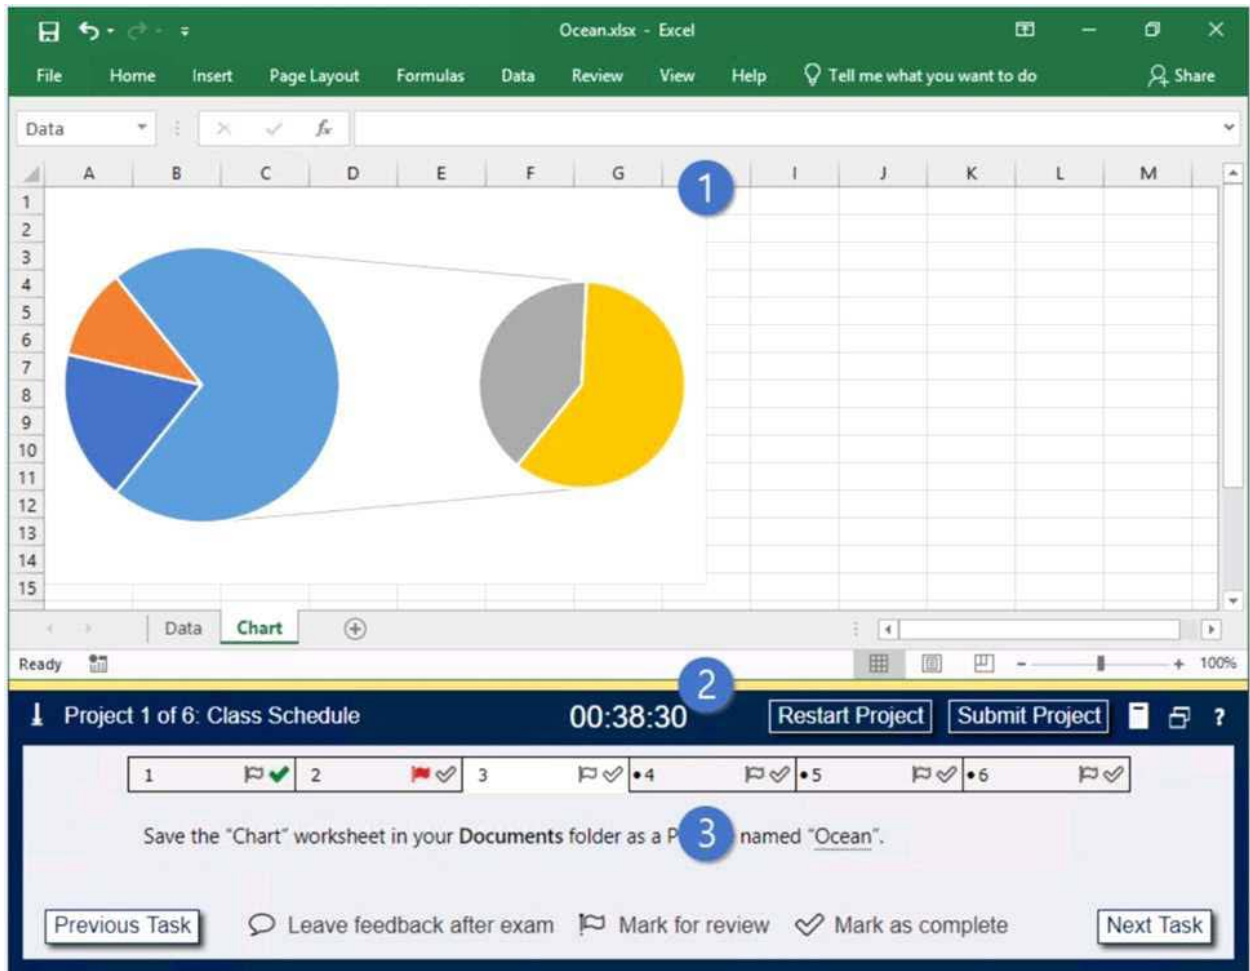 Ocean.xlsx - Excel
File Home Insert Page Layout Formulas Data Review View Help Tell me what you want to do Share
Data fx
A B C D E F G I J K L M
1
1
2
3
4
5
6
7
8
9
10
11
12
13
14
15
Data Chart
Ready 100%
2
Project 1 of 6: Class Schedule 00:38:30 Restart Project Submit Project ?
1 2 3 •4 •5 •6
3
Save the "Chart" worksheet in your Documents folder as a named "Ocean".
Previous Task Leave feedback after exam Mark for review Mark as complete Next Task